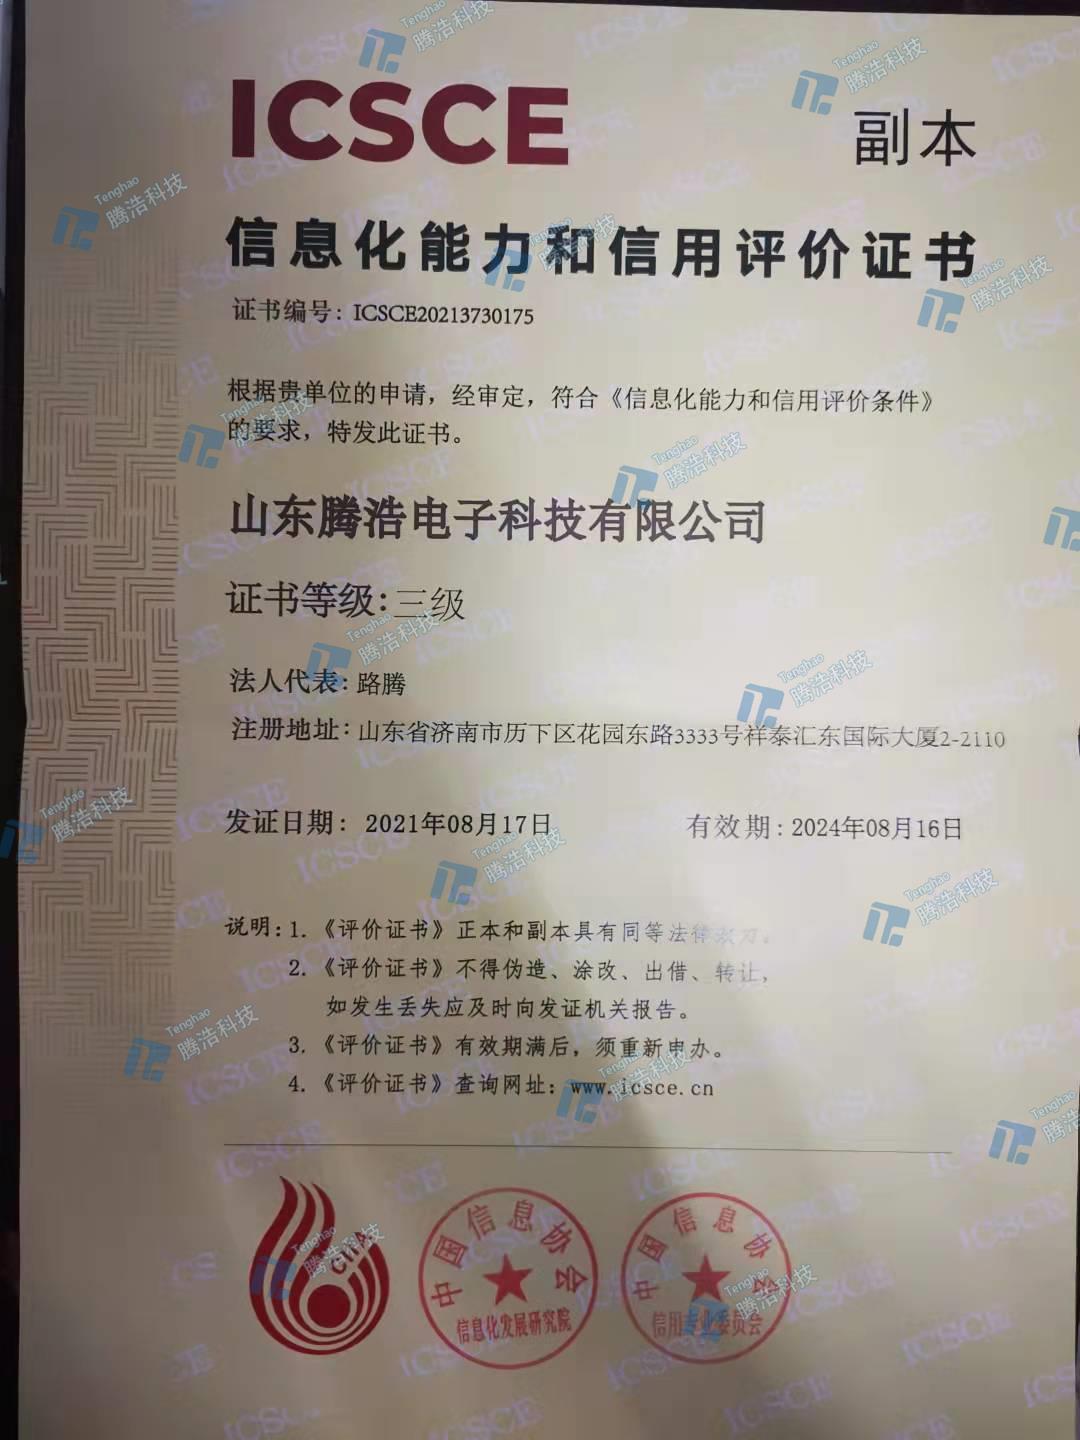 ICSCE
副本
信息化能力和信用评价证书
证书编号：ICSCE20213730175
根据贵单位的申请，经审定，符合《信息化能力和信用评价条件》
的要求，特发此证书。
山东腾浩电子科技有限公司
证书等级:三级
法人代表:路腾
注册地址:山东省济南市历下区花园东路3333号祥泰汇东国际大厦2-2110
发证日期：2021年08月17日
有效期:2024年08月16日
说明:1.《评价证书》正本和副本具有同等法律效力。
2.《评价证书》不得伪造、涂改、出借、转让，
如发生丢失应及时向发证机关报告。
3.《评价证书》有效期满后，须重新申办。
4.《评价证书》查询网址：www.icsce.cn
CIIA
中国信息协会
信息化发展研究院
中国信息协会
信用专业委员会
Tenghao
腾浩科技